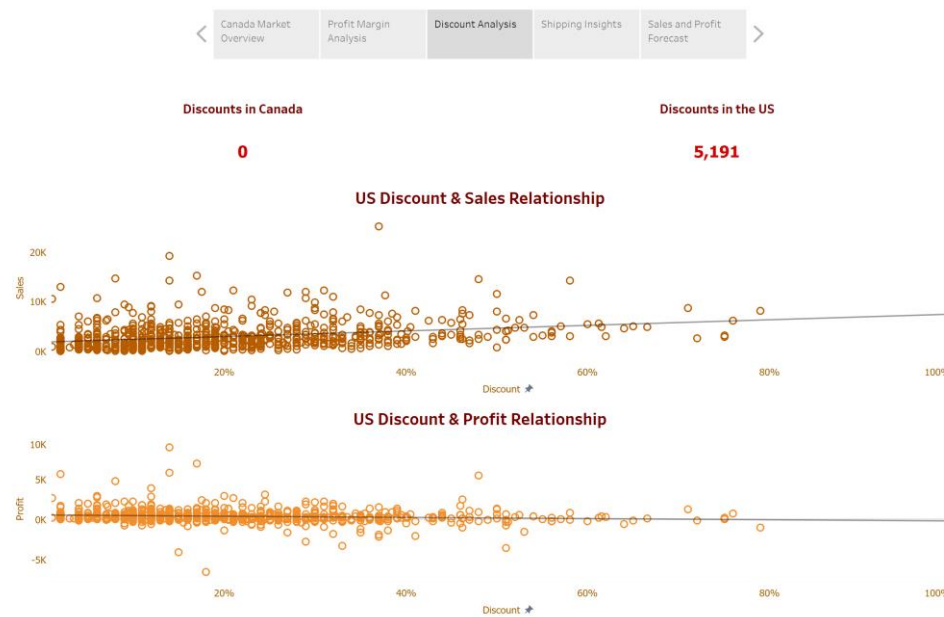 Canada Market
Overview
Profit Margin
Analysis
Discount Analysis
Shipping Insights
Sales and Profit
Forecast
Discounts in Canada
0
Discounts in the US
5,191
US Discount & Sales Relationship
Sales
20K
10K
0K
20%
40%
60%
80%
100%
Discount
US Discount & Profit Relationship
Profit
10K
5K
0K
-5K
20%
40%
60%
80%
100%
Discount